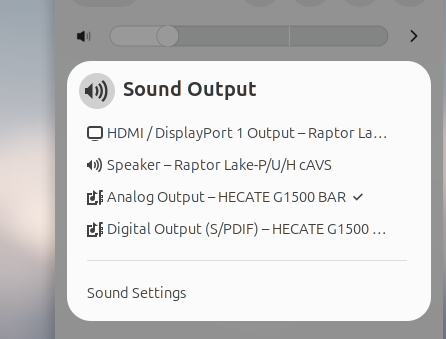 Sound Output
HDMI / DisplayPort 1 Output – Raptor La…
Speaker – Raptor Lake-P/U/H cAVS
Analog Output – HECATE G1500 BAR
Digital Output (S/PDIF) – HECATE G1500 …
Sound Settings